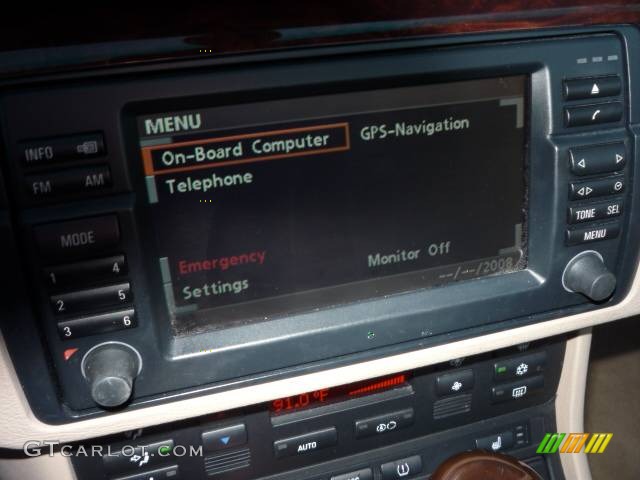 MENU
On-Board Computer GPS-Navigation
Telephone
Emergency Monitor Off
Settings --/--/2008
INFO
FM AM
MODE
1 4
2 5
3 6
TONE SEL
MENU
91.0°F
AUTO
GTCARLOT.COM